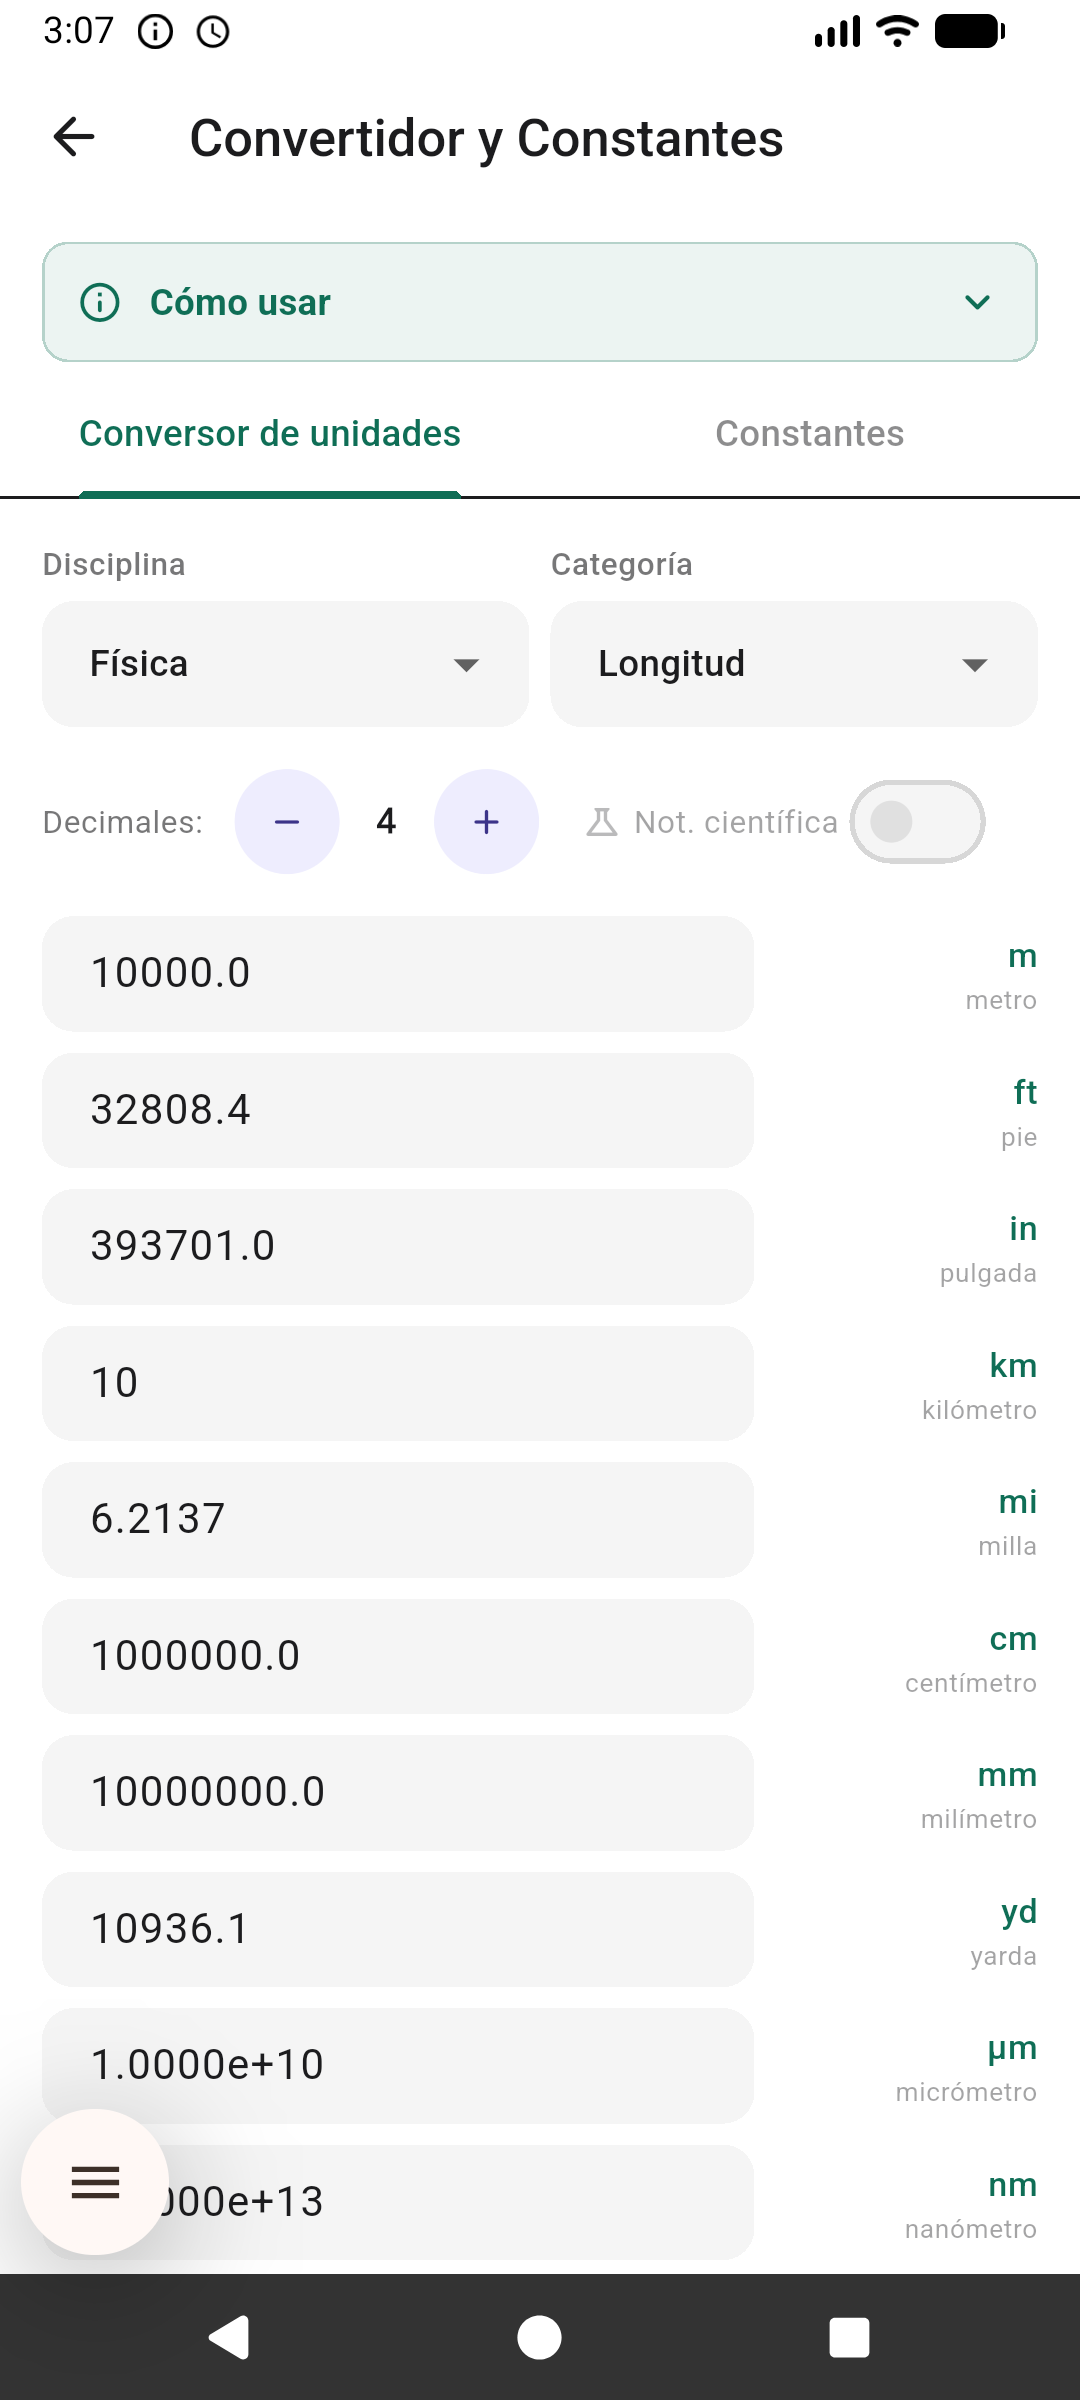 3:07
Convertidor y Constantes
Cómo usar
Conversor de unidades
Constantes
Disciplina
Categoría
Física
Longitud
Decimales:
4
Not. científica
10000.0
m
metro
32808.4
ft
pie
393701.0
in
pulgada
10
km
kilómetro
6.2137
mi
milla
1000000.0
cm
centímetro
10000000.0
mm
milímetro
10936.1
yd
yarda
1.0000e+10
µm
micrómetro
000e+13
nm
nanómetro